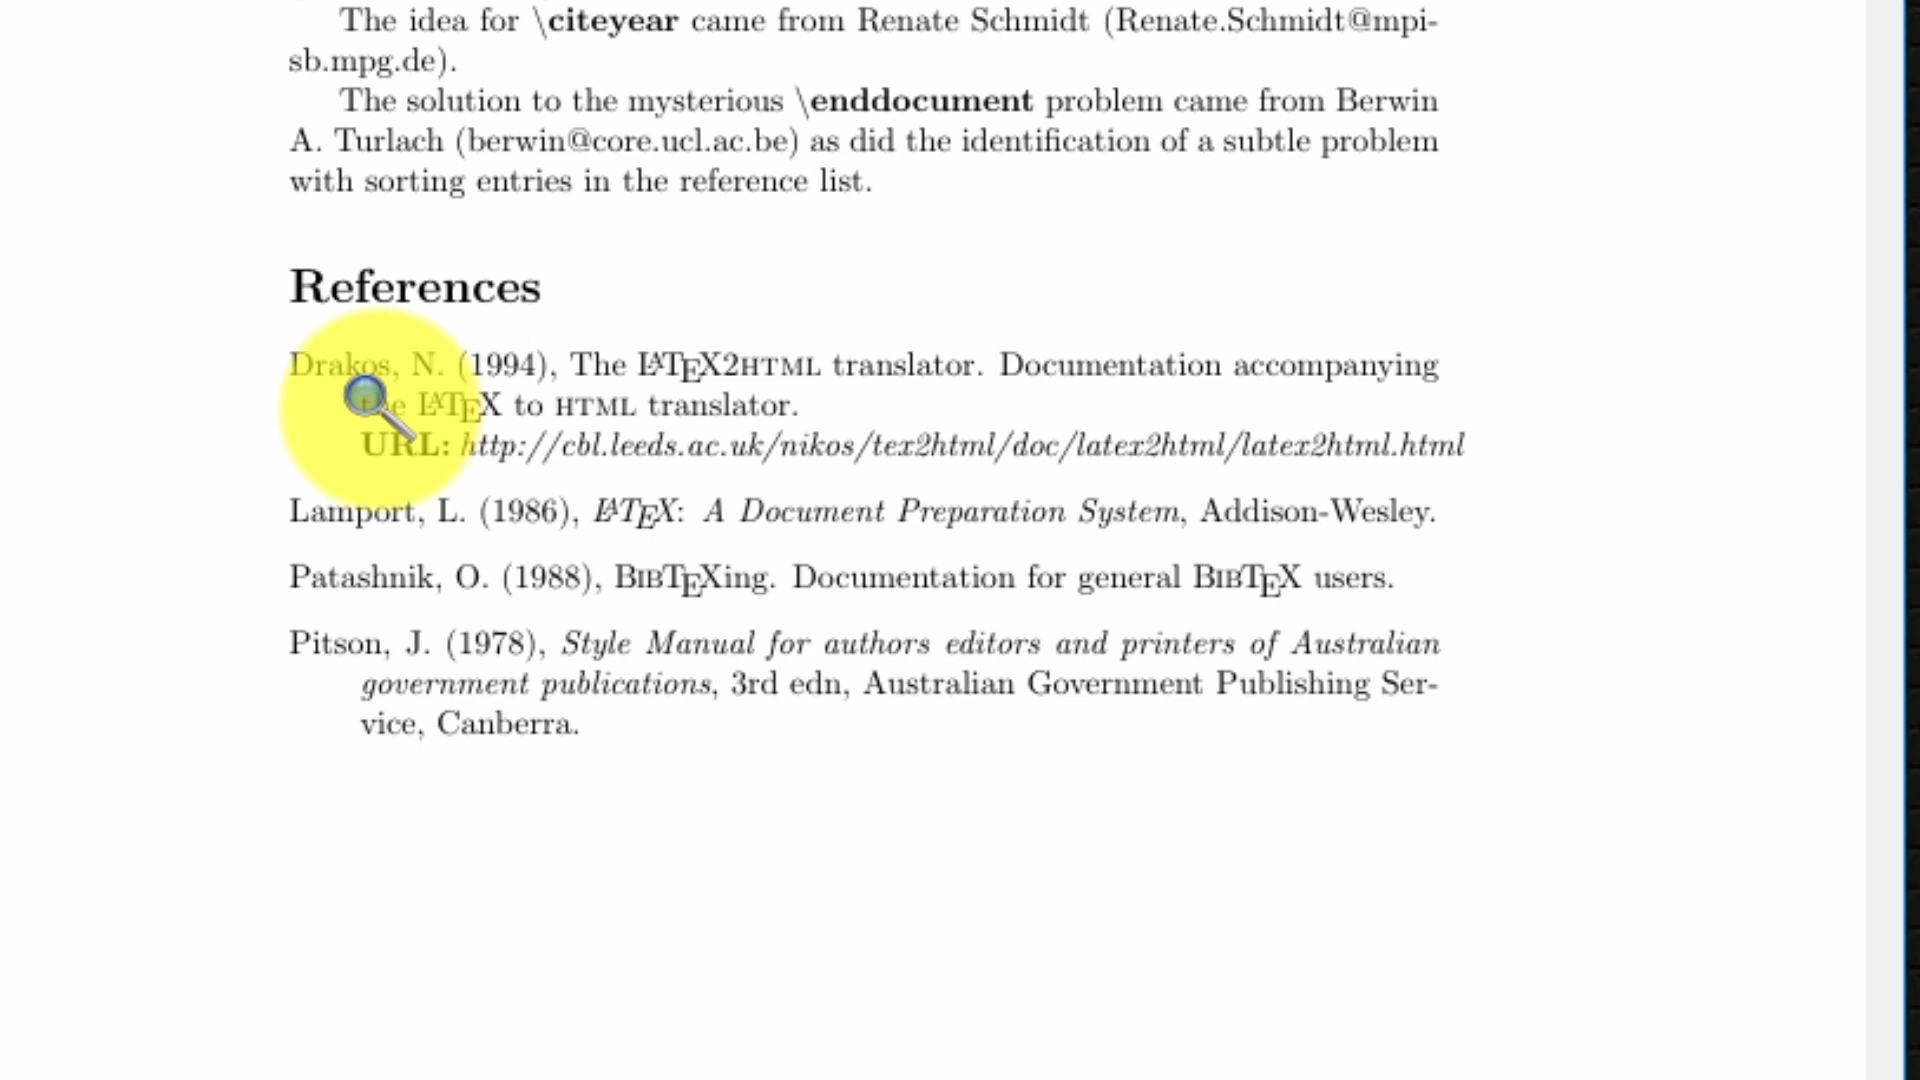 The idea for \citeyear came from Renate Schmidt (Renate.Schmidt@mpi-
sb.mpg.de).
The solution to the mysterious \enddocument problem came from Berwin
A. Turlach (berwin@core.ucl.ac.be) as did the identification of a subtle problem
with sorting entries in the reference list.
References
Drakos, N. (1994), The LATEX2HTML translator. Documentation accompanying
the LATEX to HTML translator.
URL: http://cbl.leeds.ac.uk/nikos/tex2html/doc/latex2html/latex2html.html
Lamport, L. (1986), LATEX: A Document Preparation System, Addison-Wesley.
Patashnik, O. (1988), BIBTEXing. Documentation for general BIBTEX users.
Pitson, J. (1978), Style Manual for authors editors and printers of Australian
government publications, 3rd edn, Australian Government Publishing Ser-
vice, Canberra.